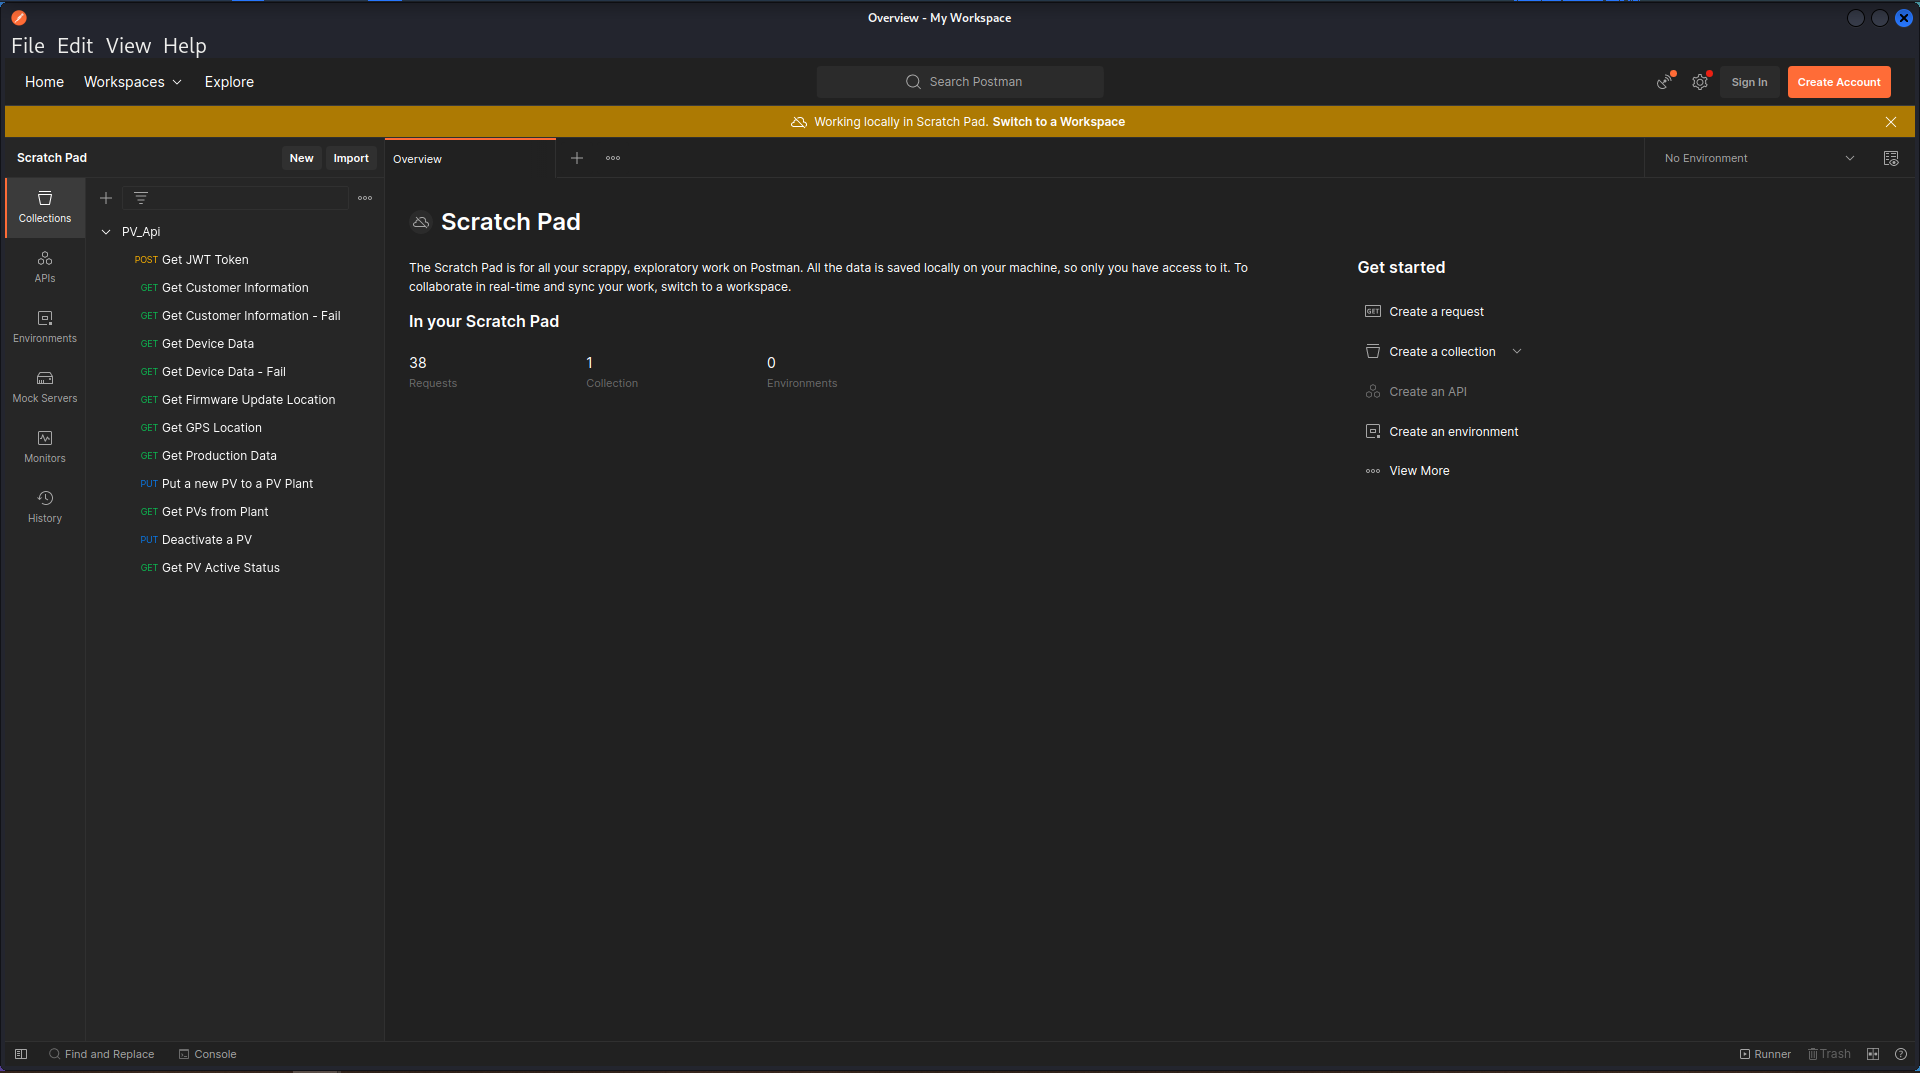 Overview - My Workspace
File Edit View Help
Home Workspaces Explore
Search Postman
Sign In
Create Account
Working locally in Scratch Pad. Switch to a Workspace
Scratch Pad
New
Import
Overview
No Environment
Collections
APIs
Environments
Mock Servers
Monitors
History
PV_Api
POST Get JWT Token
GET Get Customer Information
GET Get Customer Information - Fail
GET Get Device Data
GET Get Device Data - Fail
GET Get Firmware Update Location
GET Get GPS Location
GET Get Production Data
PUT Put a new PV to a PV Plant
GET Get PVs from Plant
PUT Deactivate a PV
GET Get PV Active Status
Scratch Pad
The Scratch Pad is for all your scrappy, exploratory work on Postman. All the data is saved locally on your machine, so only you have access to it. To
collaborate in real-time and sync your work, switch to a workspace.
In your Scratch Pad
38
Requests
1
Collection
0
Environments
Get started
GET Create a request
Create a collection
Create an API
Create an environment
View More
Find and Replace
Console
Runner
Trash